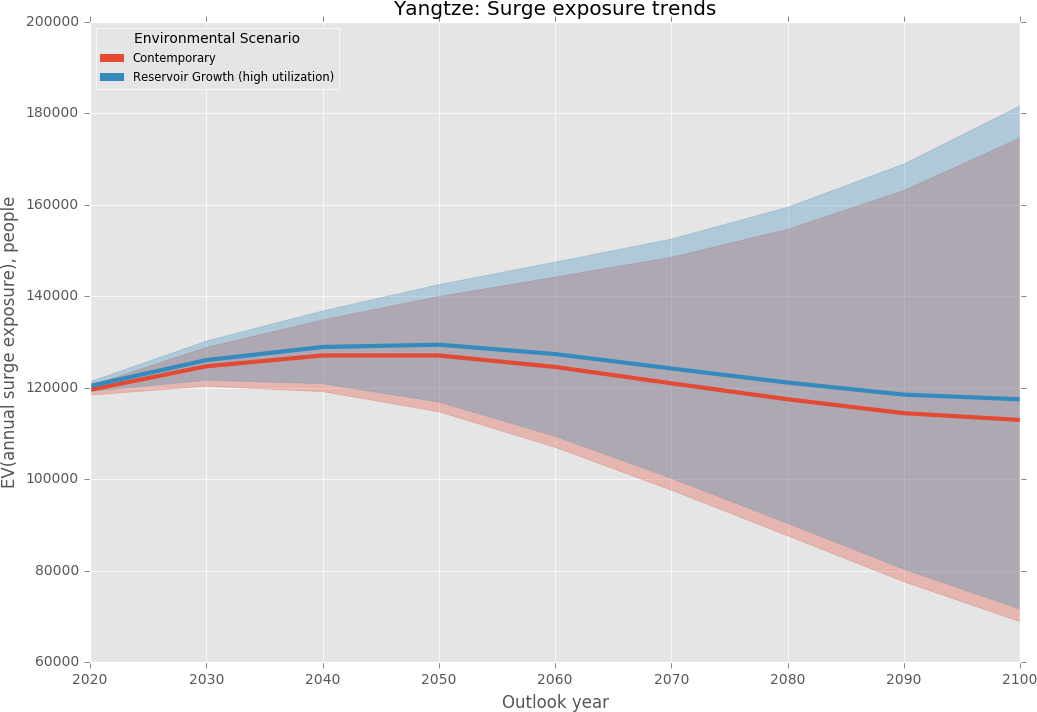 Yangtze: Surge exposure trends
Environmental Scenario
Contemporary
Reservoir Growth (high utilization)
EV(annual surge exposure), people
200000
180000
160000
140000
120000
100000
80000
60000
2020 2030 2040 2050 2060 2070 2080 2090 2100
Outlook year